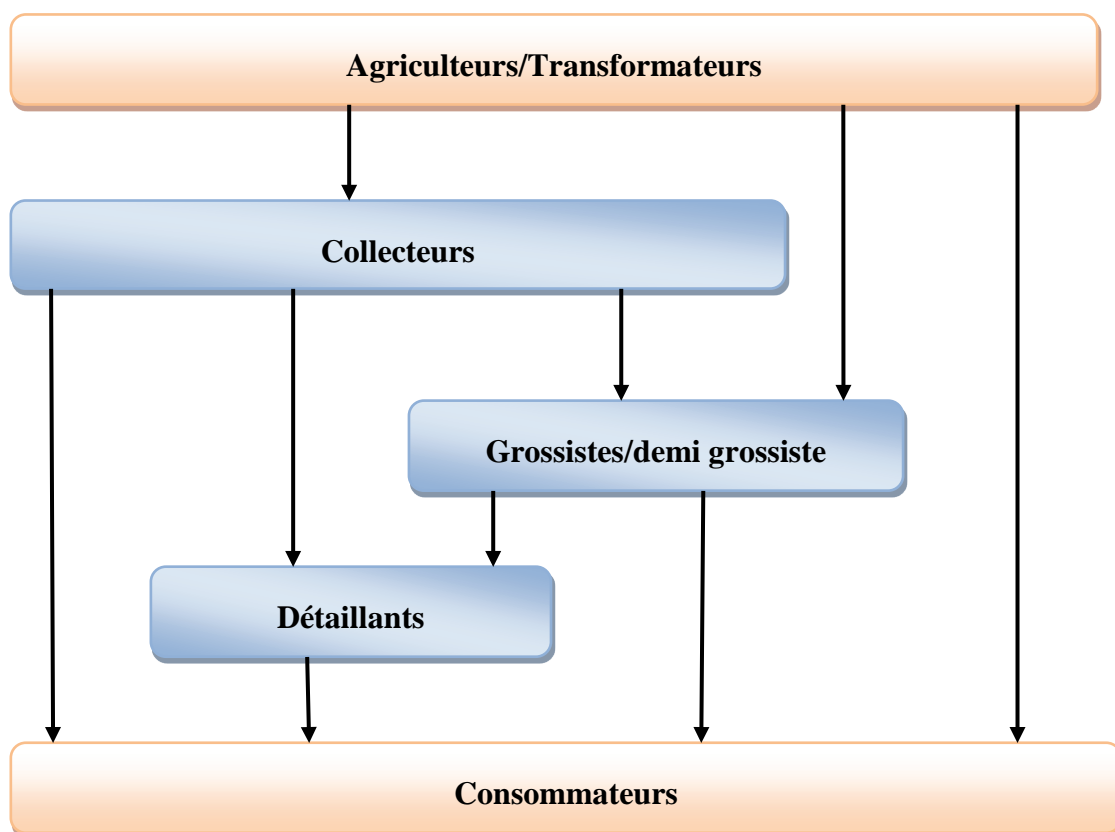 Agriculteurs/Transformateurs
Collecteurs
Grossistes/demi grossiste
Détaillants
Consommateurs